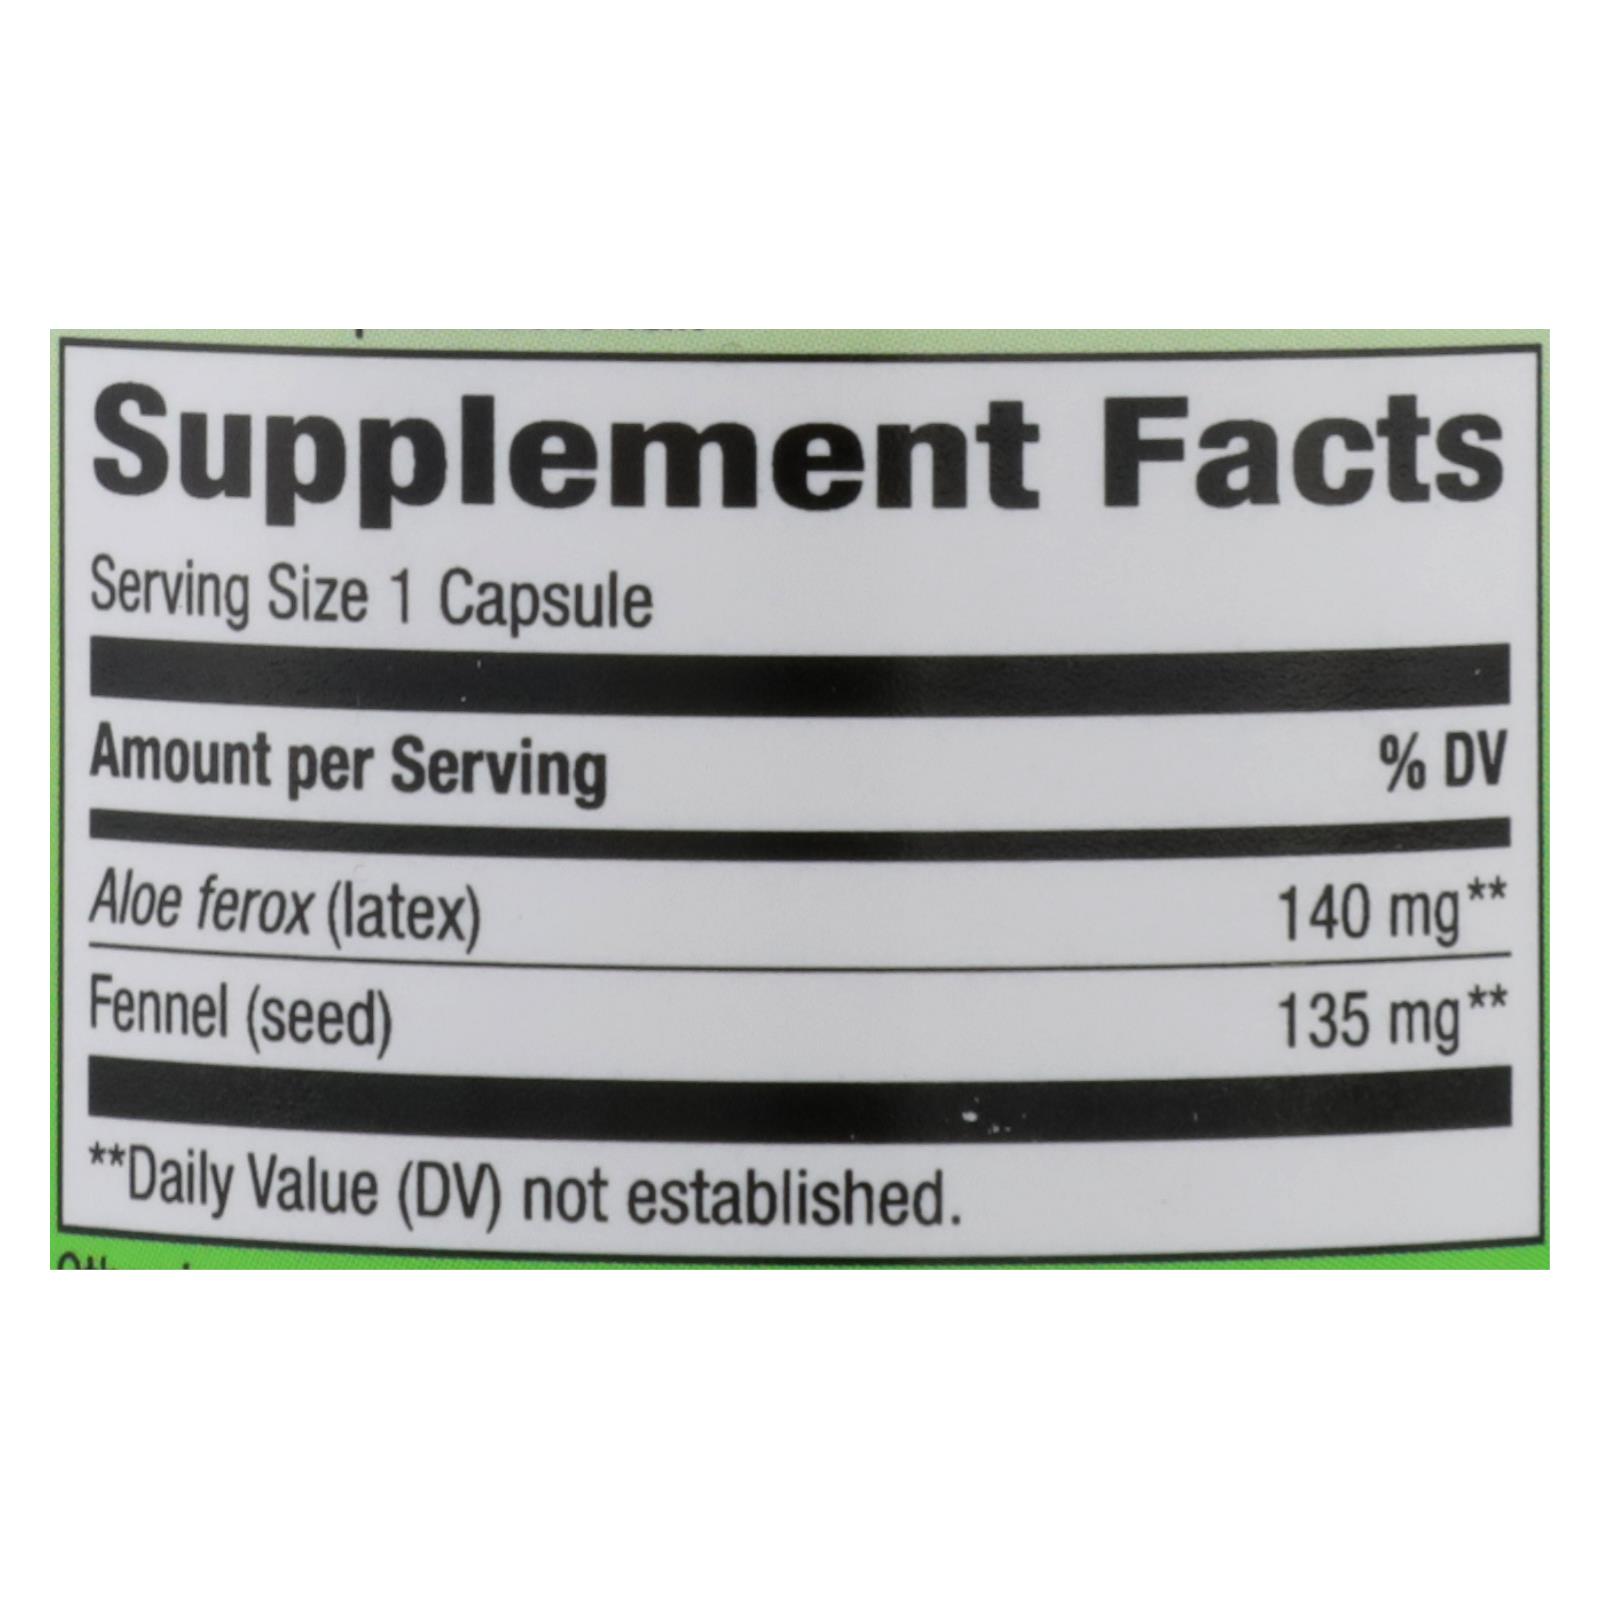 Supplement Facts
Serving Size 1 Capsule
Amount per Serving % DV
Aloe ferox (latex) 140 mg**
Fennel (seed) 135 mg**
**Daily Value (DV) not established.